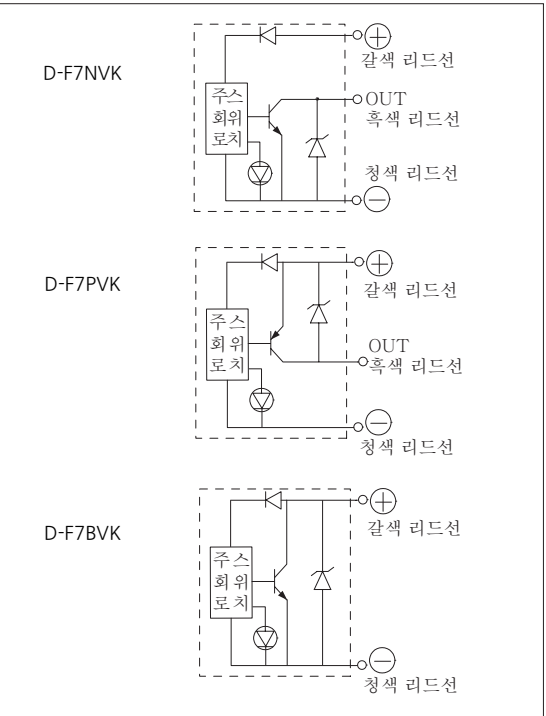 D-F7NVK
갈색 리드선
주스
회위
로치
OUT
흑색 리드선
청색 리드선
D-F7PVK
갈색 리드선
주스
회위
로치
OUT
흑색 리드선
청색 리드선
D-F7BVK
갈색 리드선
주스
회위
로치
청색 리드선